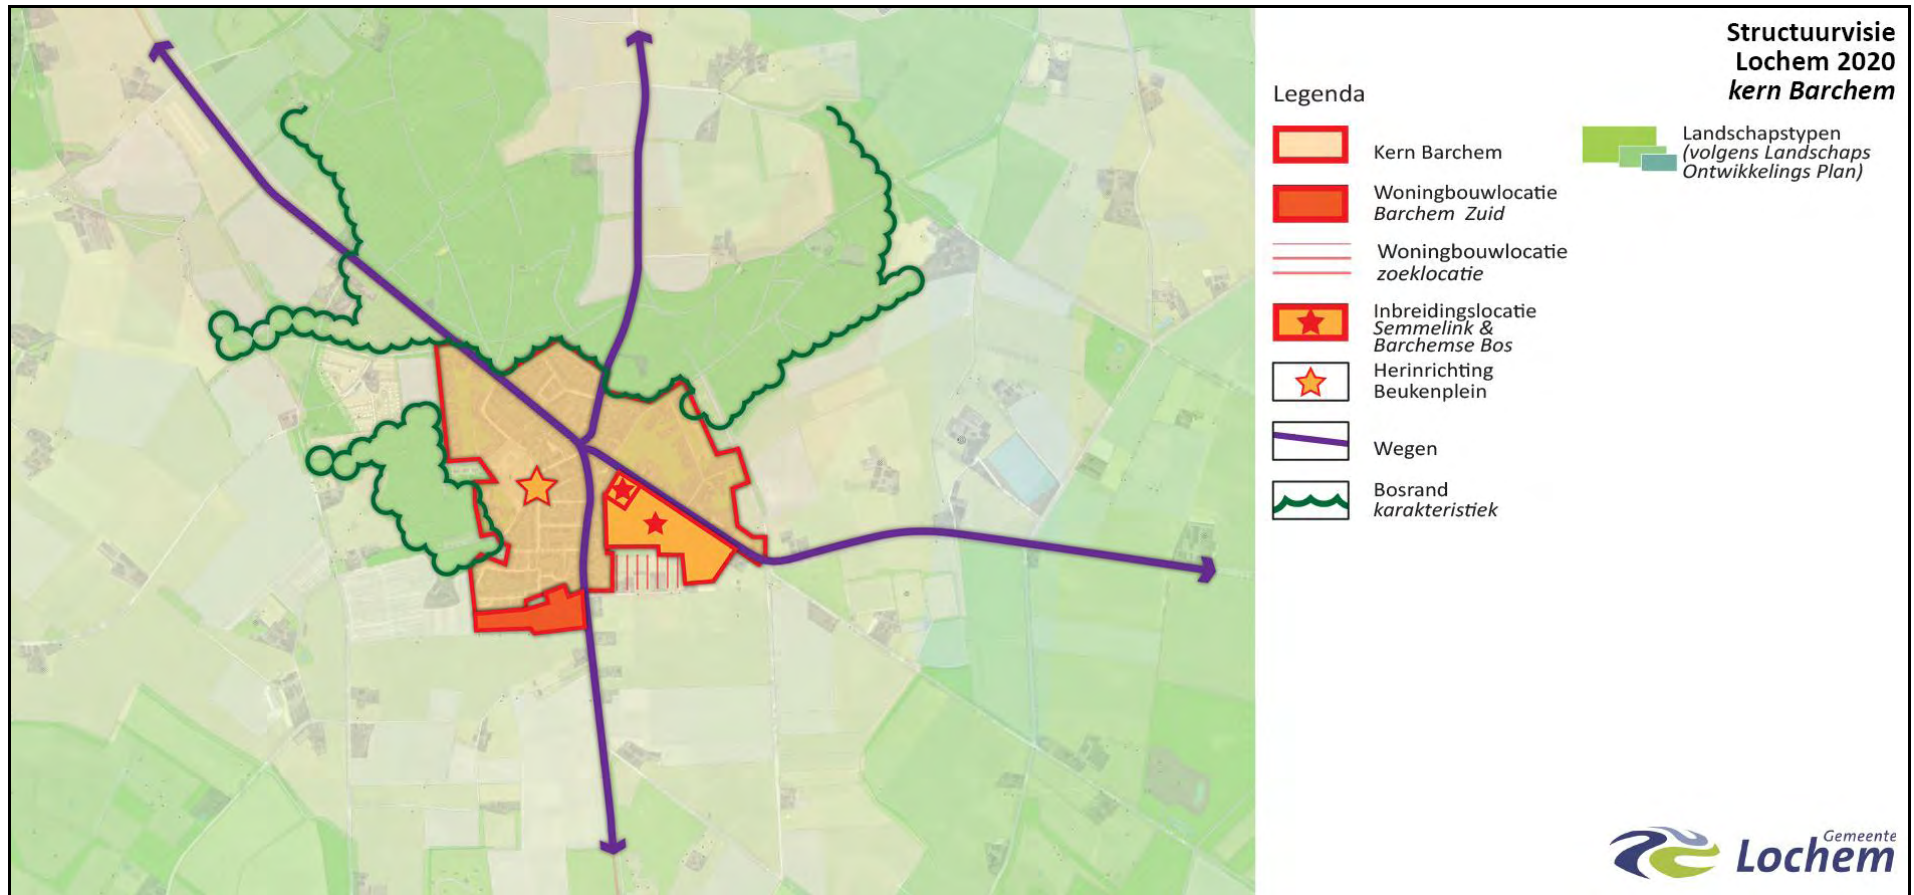 Structuurvisie
Lochem 2020
kern Barchem
Legenda
Kern Barchem
Woningbouwlocatie
Barchem Zuid
Woningbouwlocatie
zoeklocatie
Inbreidingslocatie
Semmelink &
Barchemse Bos
Herinrichting
Beukenplein
Wegen
Bosrand
karakteristiek
Landschapstypen
(volgens Landschaps
Ontwikkelings Plan)
Gemeente
Lochem